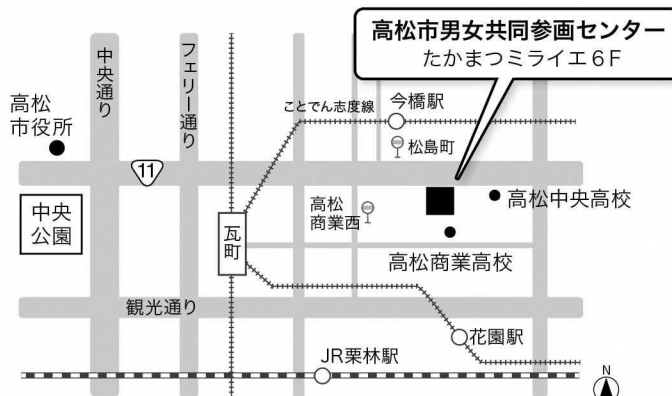 高松市男女共同参画センター
たかまつミライエ6F
中央通り
フェリー通り
高松
市役所
ことでん志度線
今橋駅
松島町
11
高松中央高校
中央
公園
高松
商業西
瓦町
高松商業高校
観光通り
花園駅
JR栗林駅
N